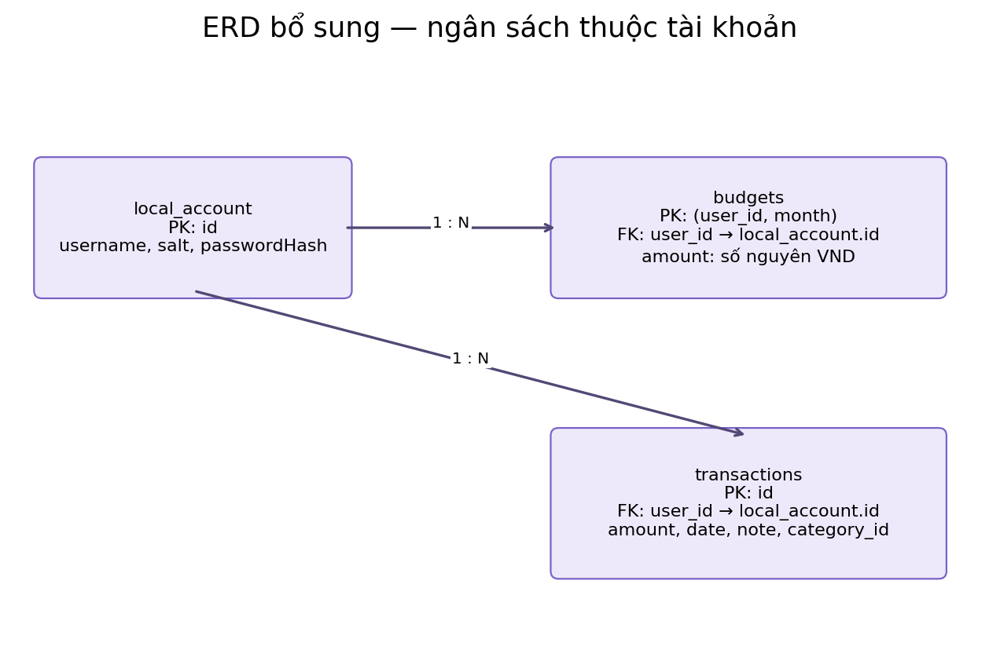 ERD bổ sung — ngân sách thuộc tài khoản
local_account
PK: id
username, salt, passwordHash
1 : N
budgets
PK: (user_id, month)
FK: user_id → local_account.id
amount: số nguyên VND
1 : N
transactions
PK: id
FK: user_id → local_account.id
amount, date, note, category_id